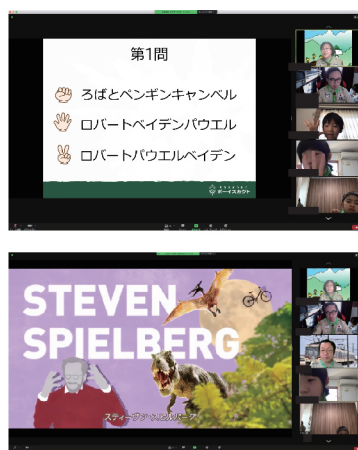 第1問
ろばとペンギンキャンベル
ロバートベイデンパウエル
ロバートパウエルベイデン
ボーイスカウト
STEVEN
SPIELBERG
スティーブン・スピルバーグ